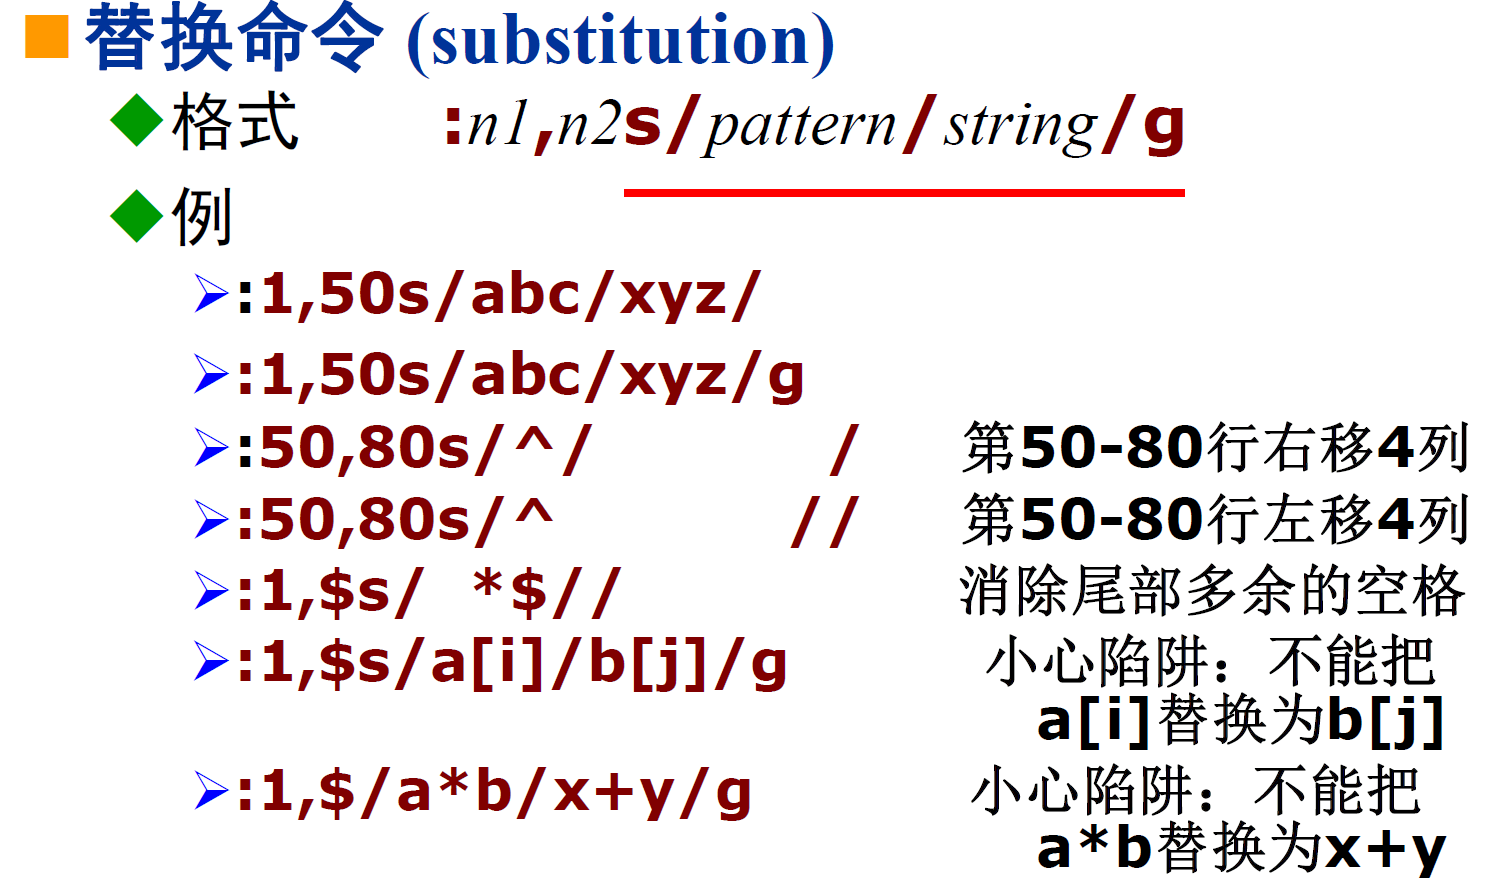 替换命令 (substitution)
格式 :n1,n2s/pattern/string/g
例
:1,50s/abc/xyz/
:1,50s/abc/xyz/g
:50,80s/^/    / 第50-80行右移4列
:50,80s/^    // 第50-80行左移4列
:1,$s/ *$// 消除尾部多余的空格
:1,$s/a[i]/b[j]/g 小心陷阱：不能把
a[i]替换为b[j]
:1,$/a*b/x+y/g 小心陷阱：不能把
a*b替换为x+y